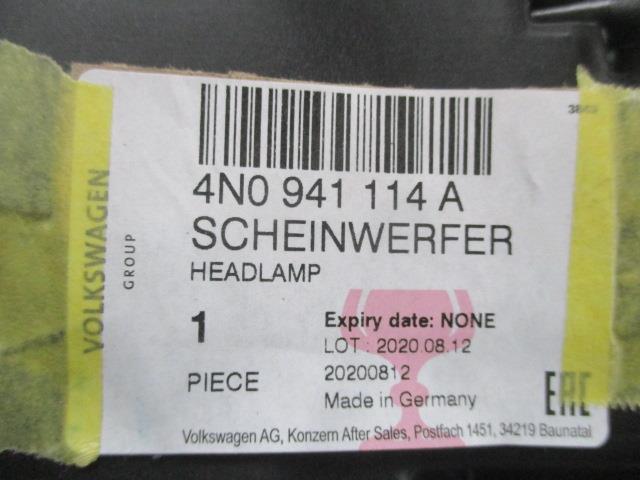 4N0 941 114 A
SCHEINWERFER
HEADLAMP
VOLKSWAGEN
GROUP
1
PIECE
Expiry date: NONE
LOT : 2020.08.12
20200812
Made in Germany
EAC
Volkswagen AG, Konzern After Sales, Postfach 1451, 34219 Baunatal